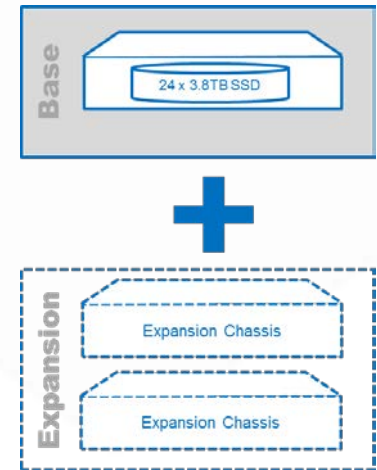 Base
24 x 3.8TB SSD
Expansion
Expansion Chassis
Expansion Chassis